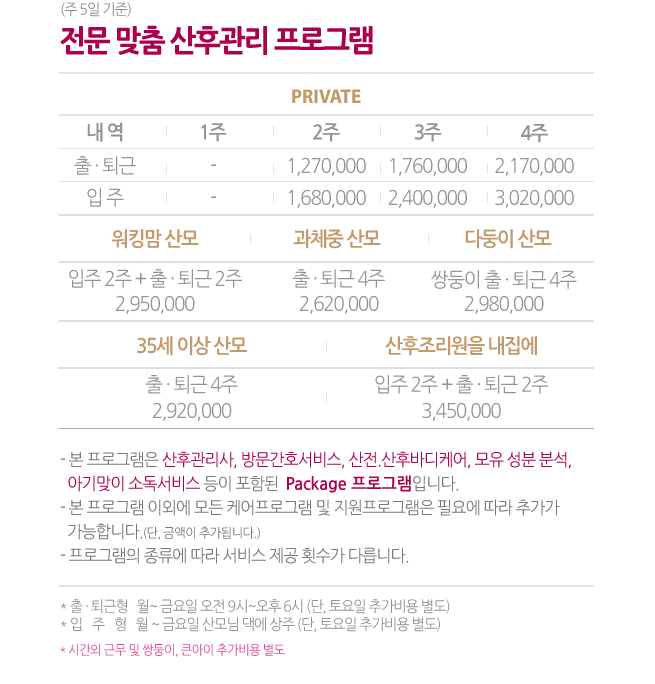 (주 5일 기준)
전문 맞춤 산후관리 프로그램
PRIVATE
내 역 1주 2주 3주 4주
출·퇴근 - 1,270,000 1,760,000 2,170,000
입 주 - 1,680,000 2,400,000 3,020,000
워킹맘 산모 과체중 산모 다둥이 산모
입주 2주 + 출·퇴근 2주 출·퇴근 4주 쌍둥이 출·퇴근 4주
2,950,000 2,620,000 2,980,000
35세 이상 산모 산후조리원을 내집에
출·퇴근 4주 입주 2주 + 출·퇴근 2주
2,920,000 3,450,000
- 본 프로그램은 산후관리사, 방문간호서비스, 산전.산후바디케어, 모유 성분 분석,
아기맞이 소독서비스 등이 포함된 Package 프로그램입니다.
- 본 프로그램 이외에 모든 케어프로그램 및 지원프로그램은 필요에 따라 추가가
가능합니다.(단, 금액이 추가됩니다.)
- 프로그램의 종류에 따라 서비스 제공 횟수가 다릅니다.
* 출·퇴근형 월~ 금요일 오전 9시~오후 6시 (단, 토요일 추가비용 별도)
* 입 주 형 월 ~ 금요일 산모님 댁에 상주 (단, 토요일 추가비용 별도)
* 시간외 근무 및 쌍둥이, 큰아이 추가비용 별도